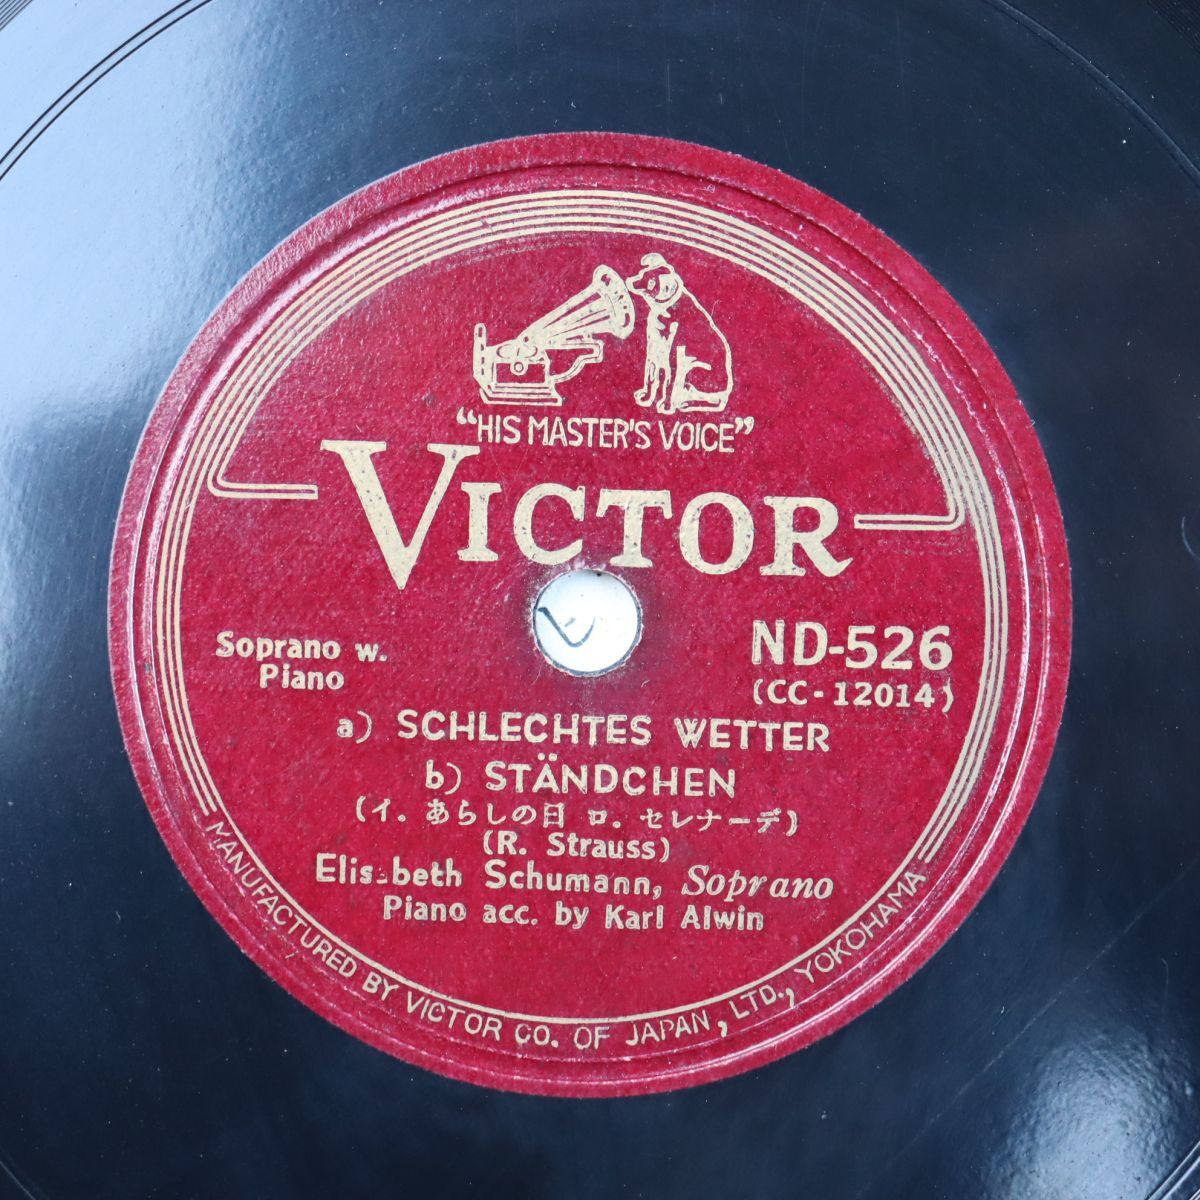 “HIS MASTER'S VOICE”
VICTOR
Soprano w.
Piano
ND-526
(CC-12014)
a) SCHLECHTES WETTER
b) STÄNDCHEN
(イ. あらしの日 ロ. セレナーデ)
(R. Strauss)
Elisabeth Schumann, Soprano
Piano acc. by Karl Alwin
MANUFACTURED BY VICTOR CO. OF JAPAN, LTD., YOKOHAMA